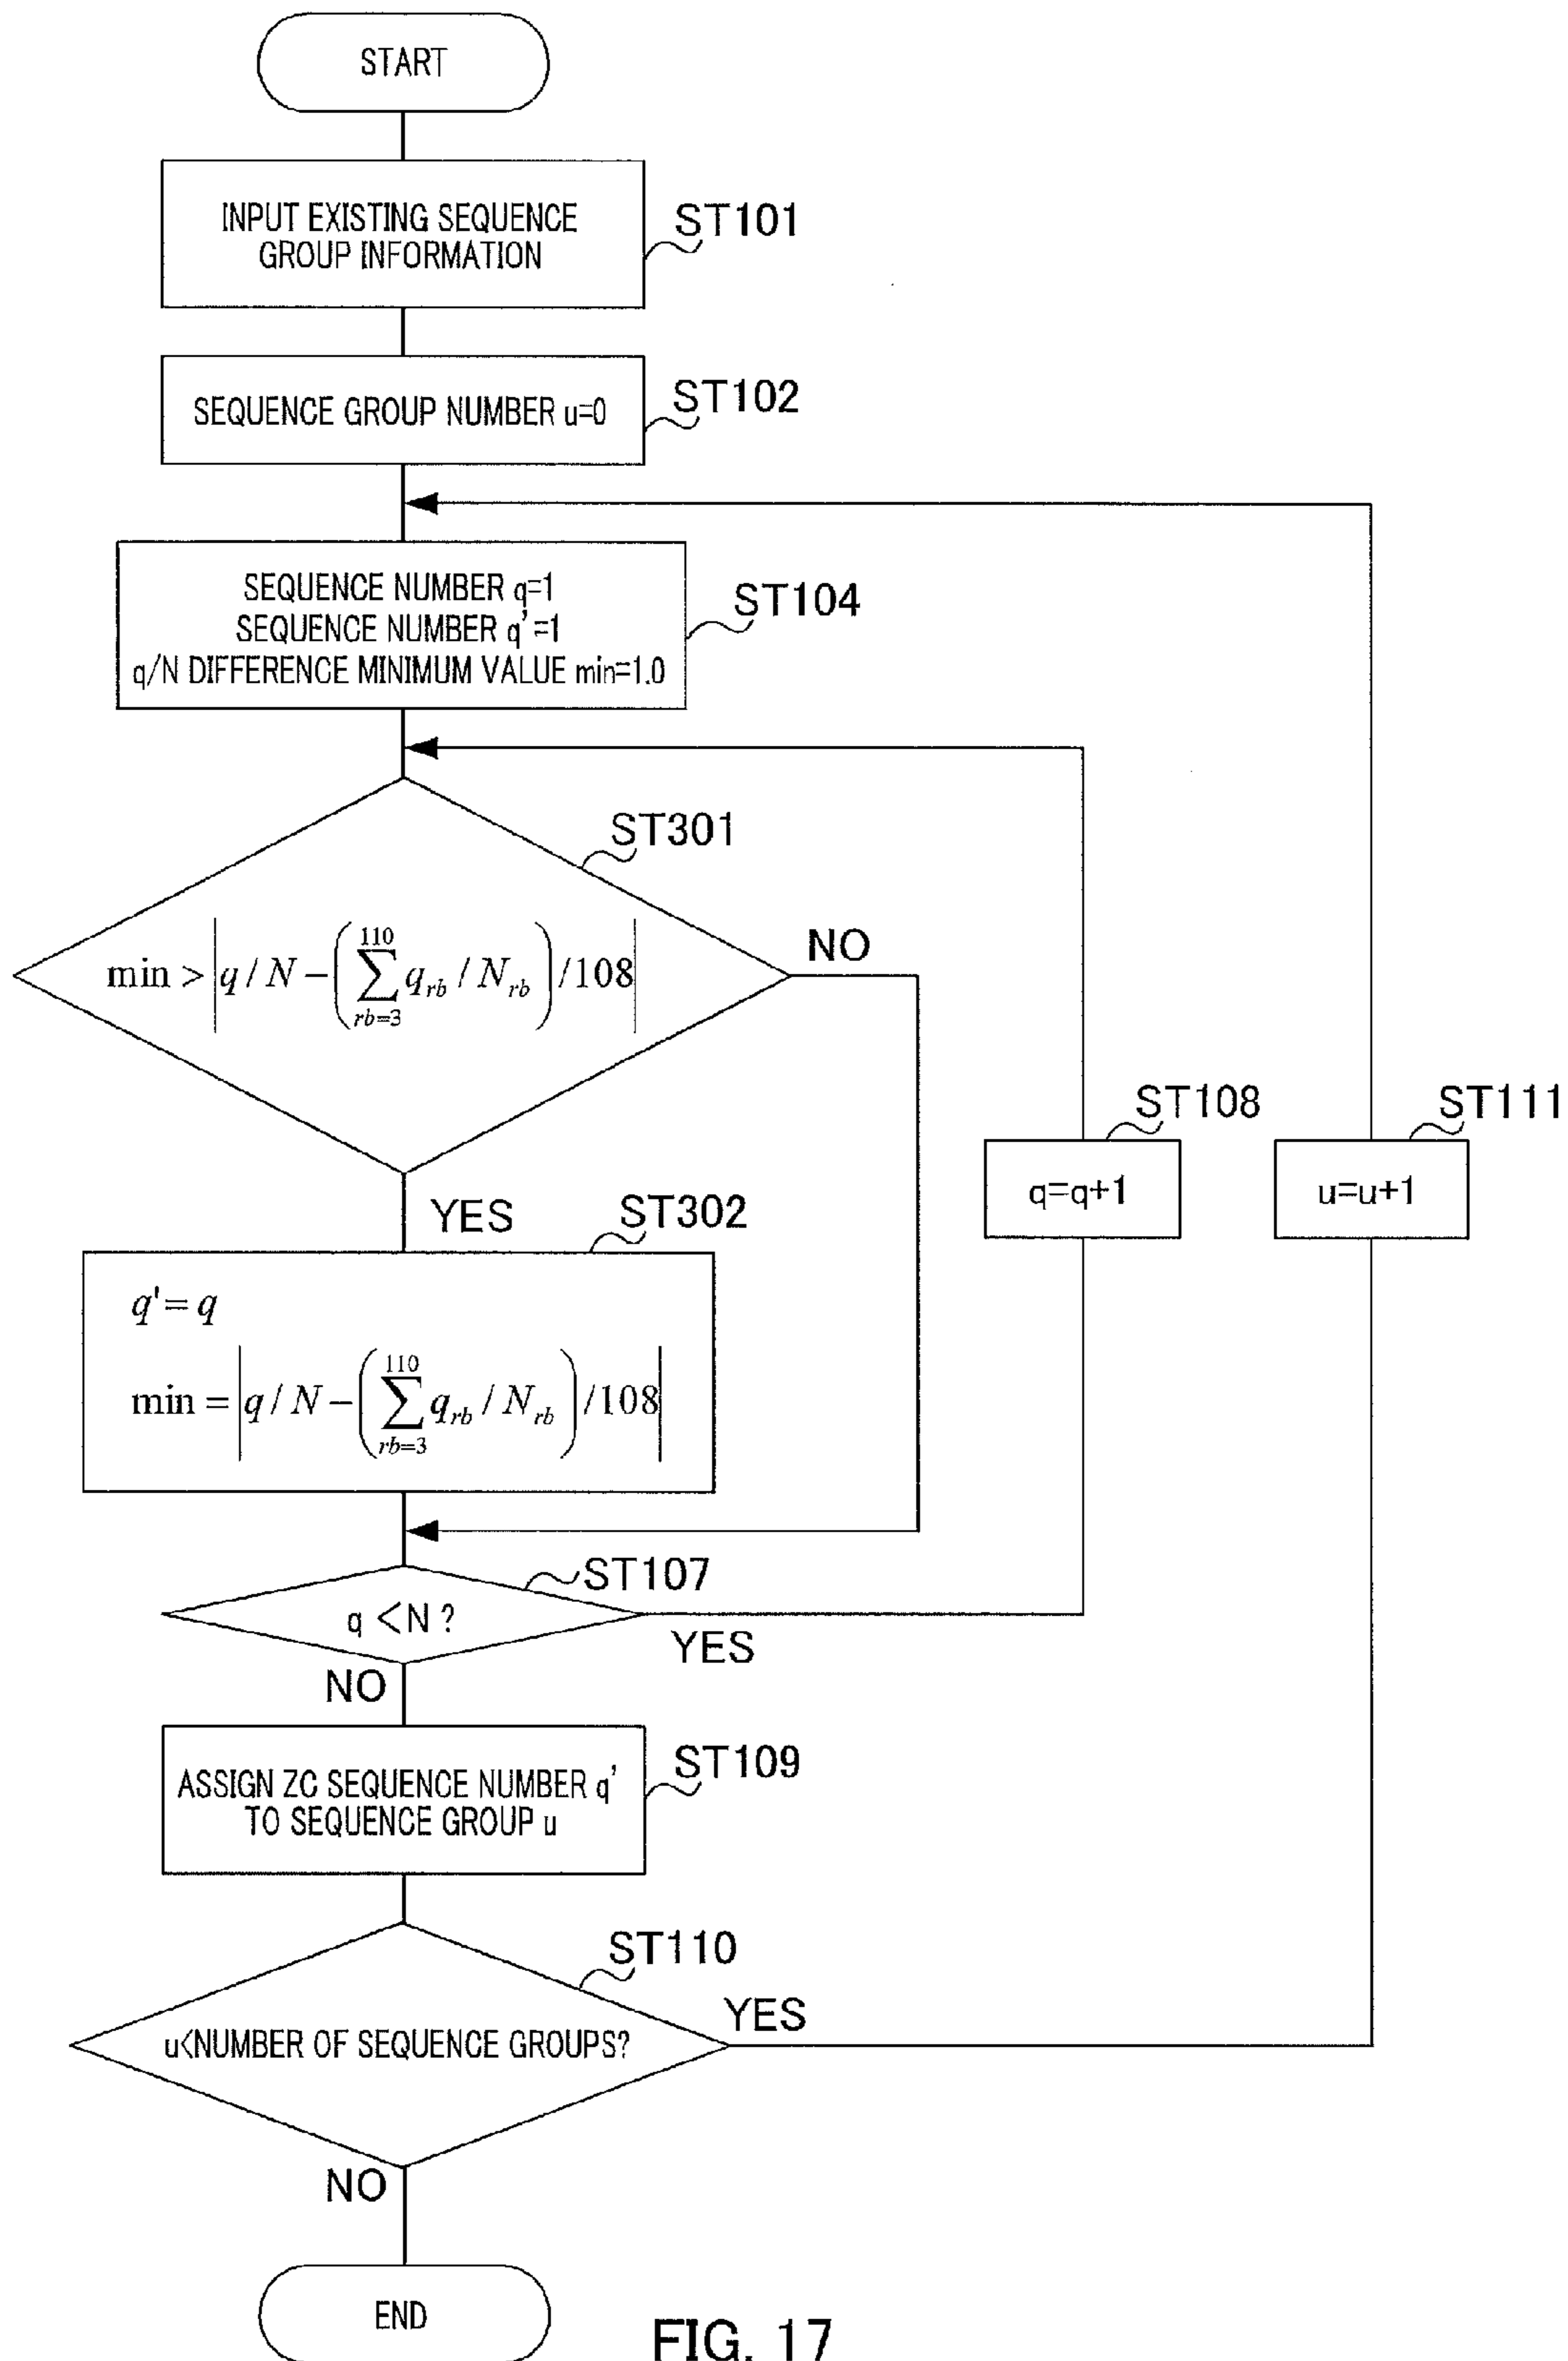 START
INPUT EXISTING SEQUENCE
GROUP INFORMATION
ST101
SEQUENCE GROUP NUMBER u=0
ST102
SEQUENCE NUMBER q=1
SEQUENCE NUMBER q'=1
q/N DIFFERENCE MINIMUM VALUE min=1.0
ST104
ST301
min > |q / N − (∑_{rb=3}^{110} q_{rb} / N_{rb}) / 108|
NO
ST108
q=q+1
ST111
u=u+1
YES
ST302
q' = q
min = |q / N − (∑_{rb=3}^{110} q_{rb} / N_{rb}) / 108|
ST107
q <N ?
YES
NO
ASSIGN ZC SEQUENCE NUMBER q'
TO SEQUENCE GROUP u
ST109
ST110
u<NUMBER OF SEQUENCE GROUPS?
YES
NO
END
FIG. 17